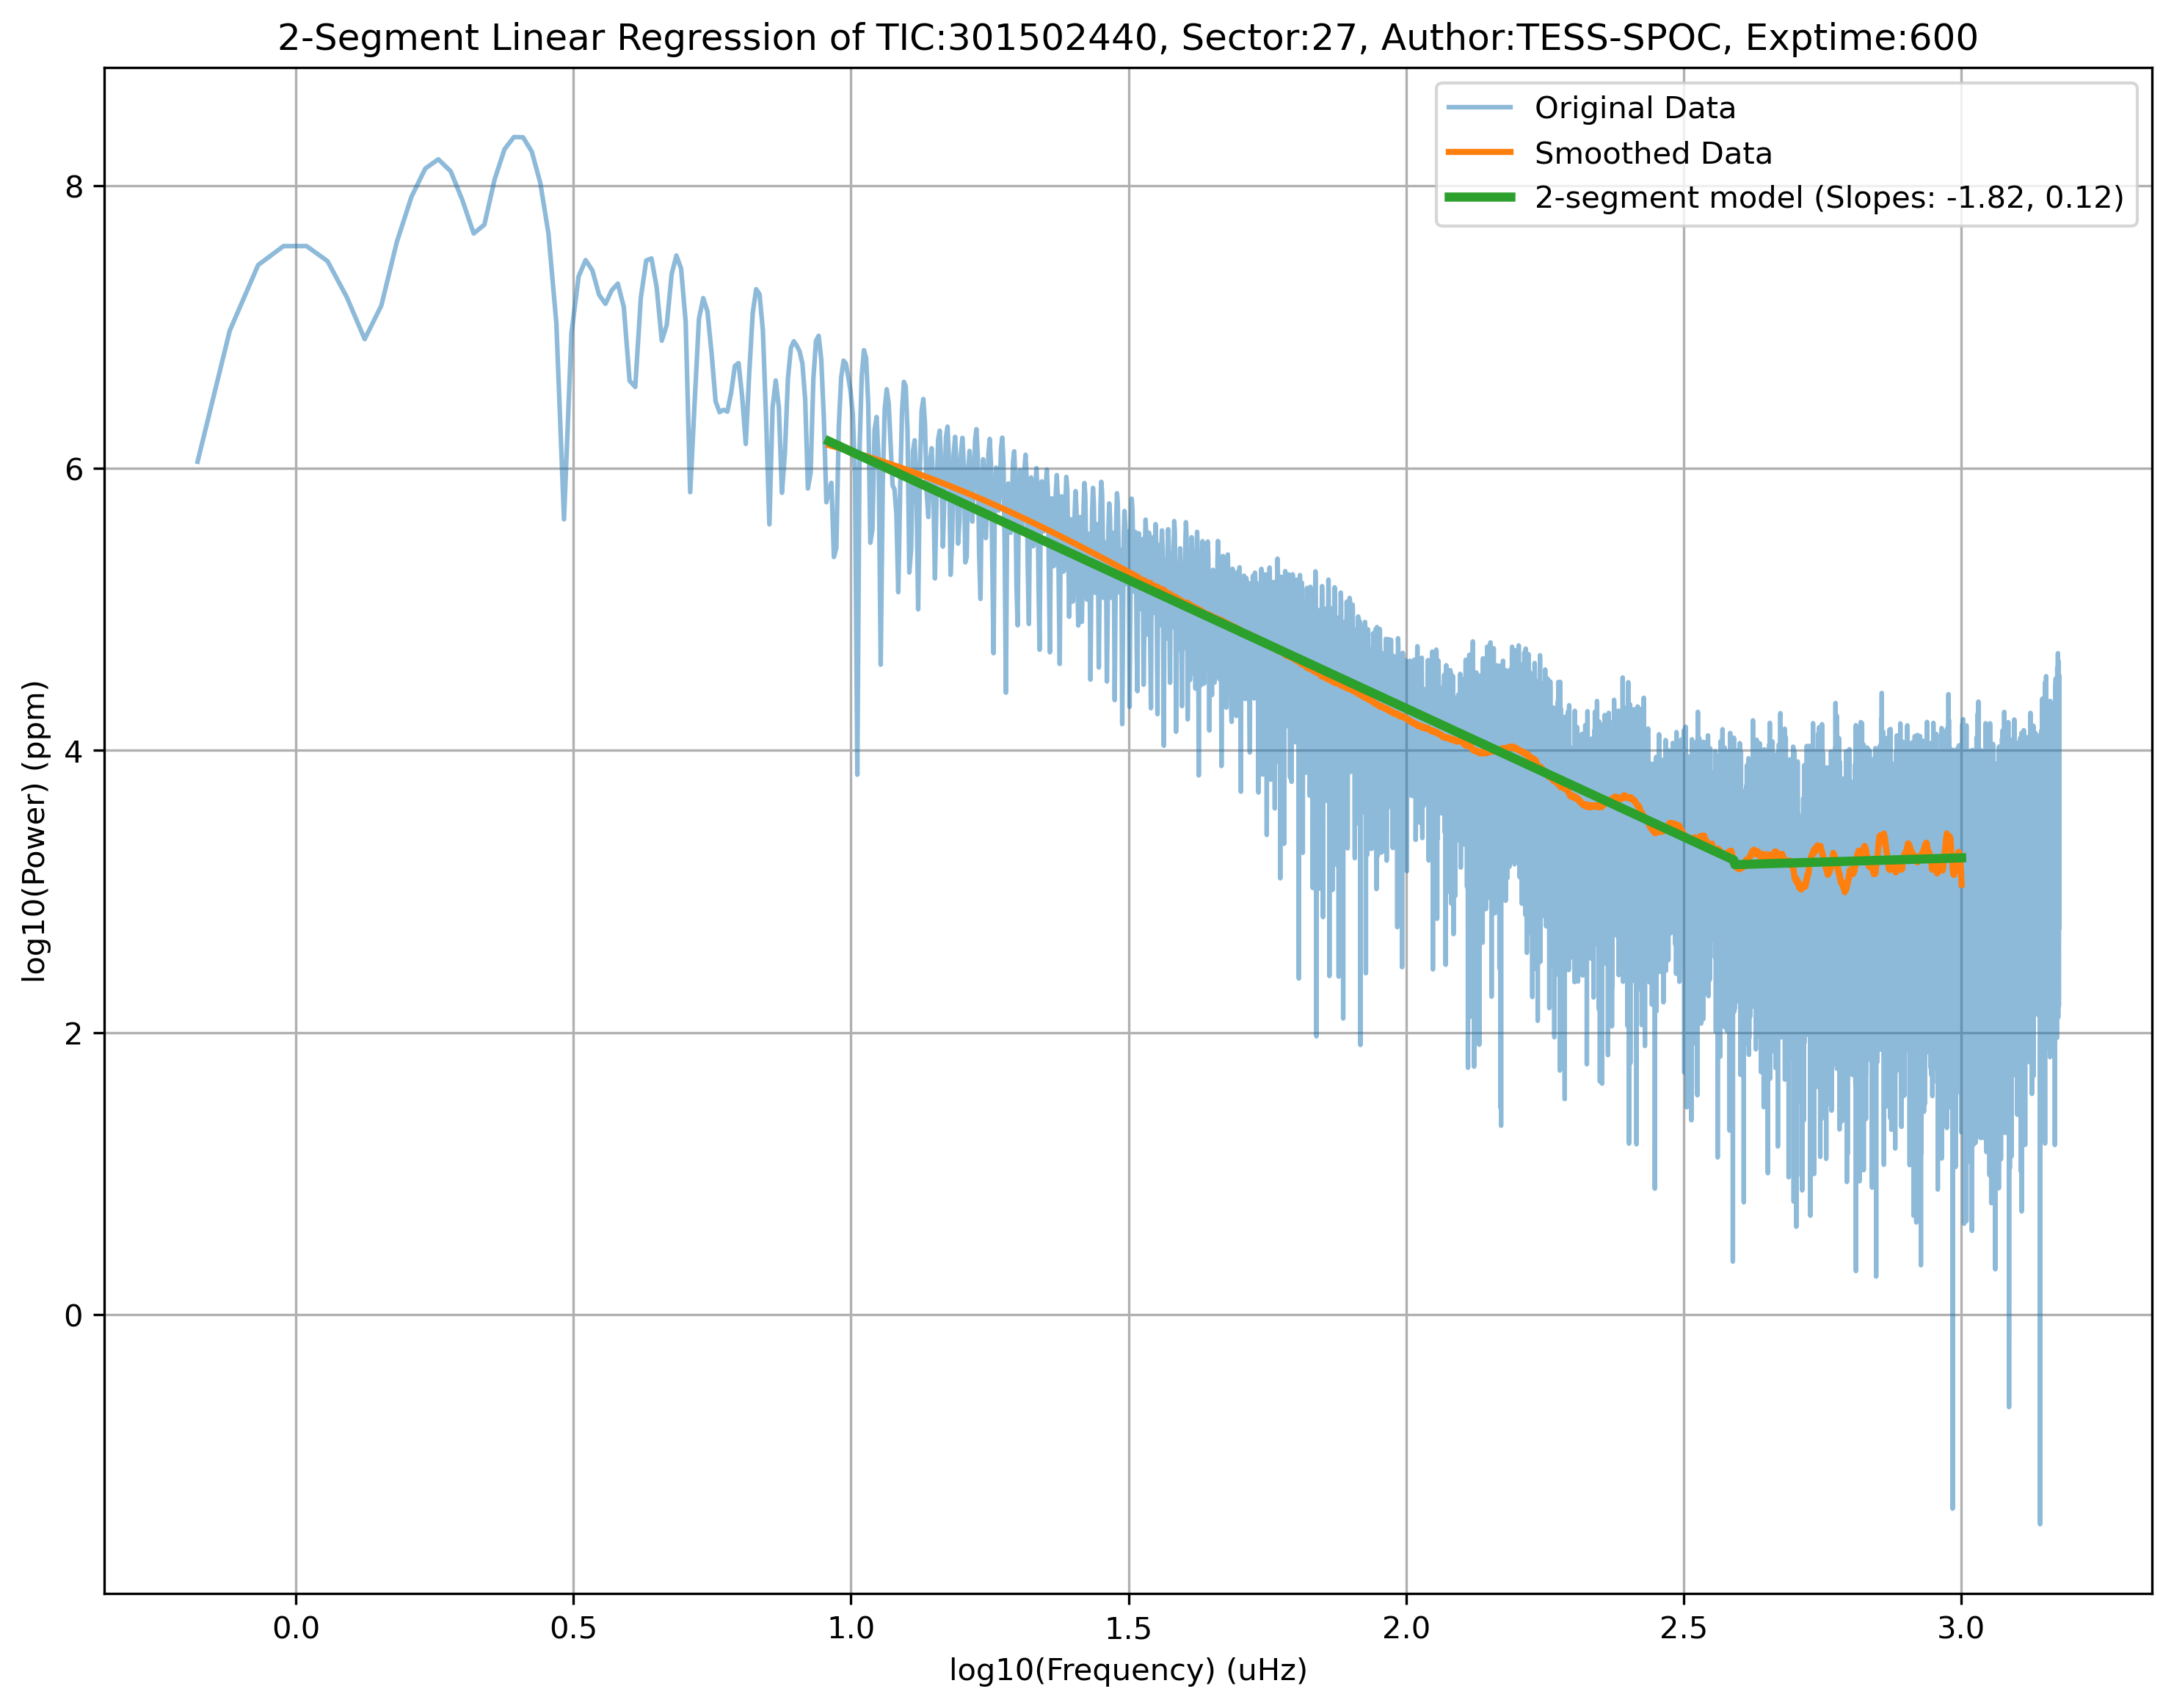 2-Segment Linear Regression of TIC:301502440, Sector:27, Author:TESS-SPOC, Exptime:600
Original Data
Smoothed Data
2-segment model (Slopes: -1.82, 0.12)
log10(Power) (ppm)
8
6
4
2
0
0.0 0.5 1.0 1.5 2.0 2.5 3.0
log10(Frequency) (uHz)